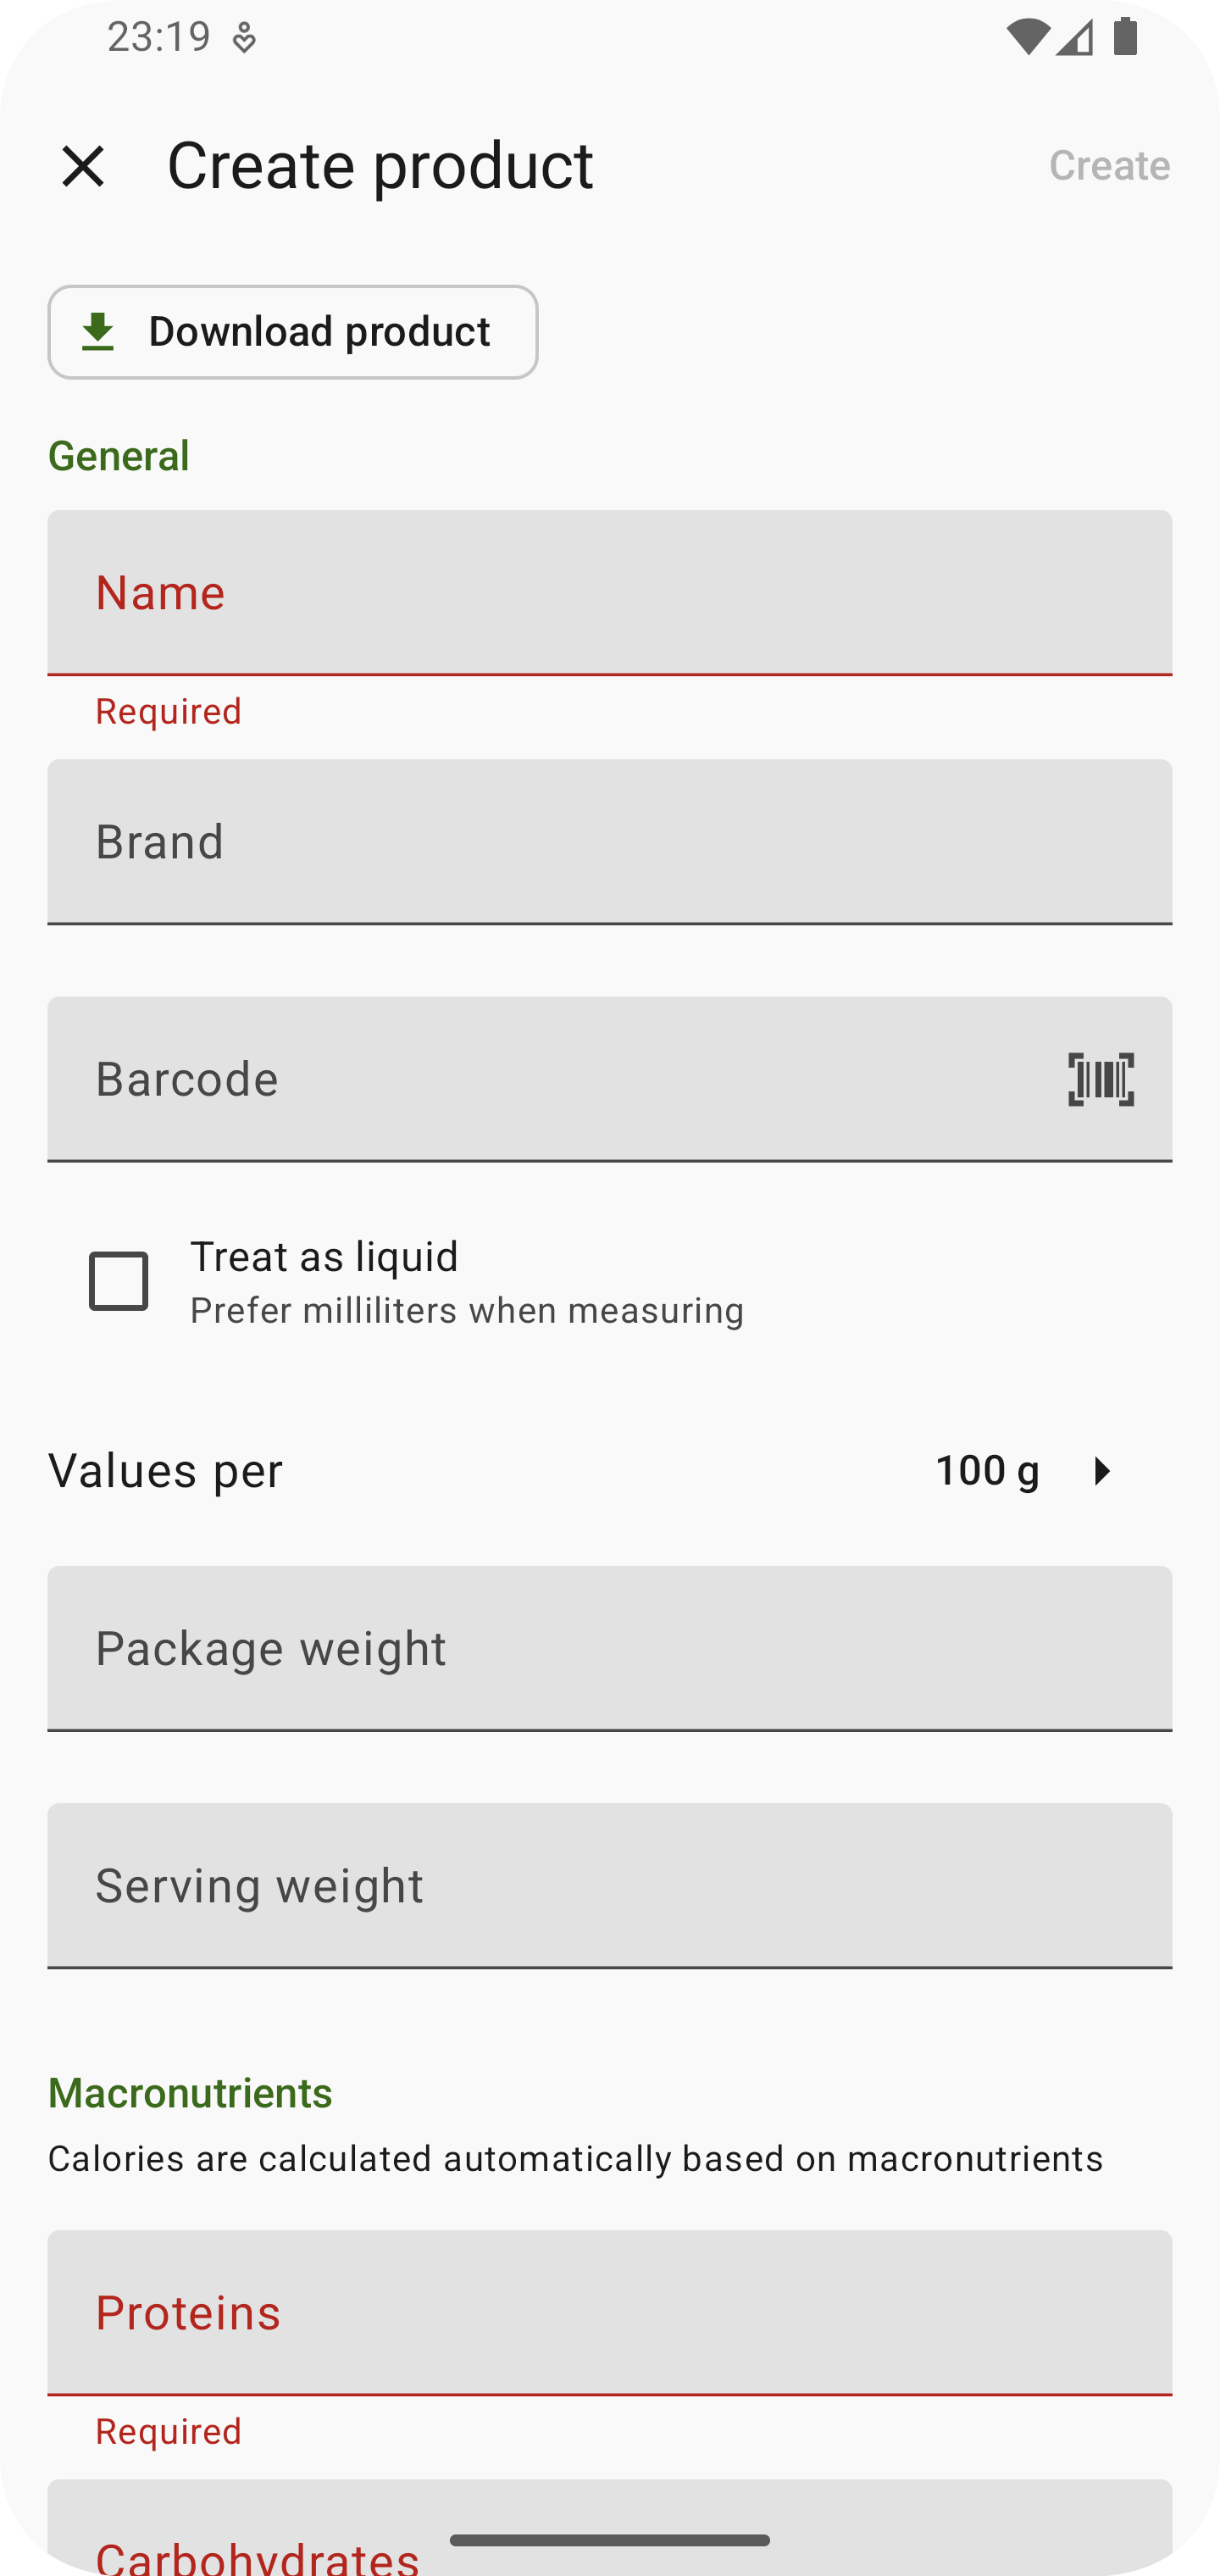 23:19
Create product
Create
Download product
General
Name
Required
Brand
Barcode
Treat as liquid
Prefer milliliters when measuring
Values per
100 g
Package weight
Serving weight
Macronutrients
Calories are calculated automatically based on macronutrients
Proteins
Required
Carbohydrates